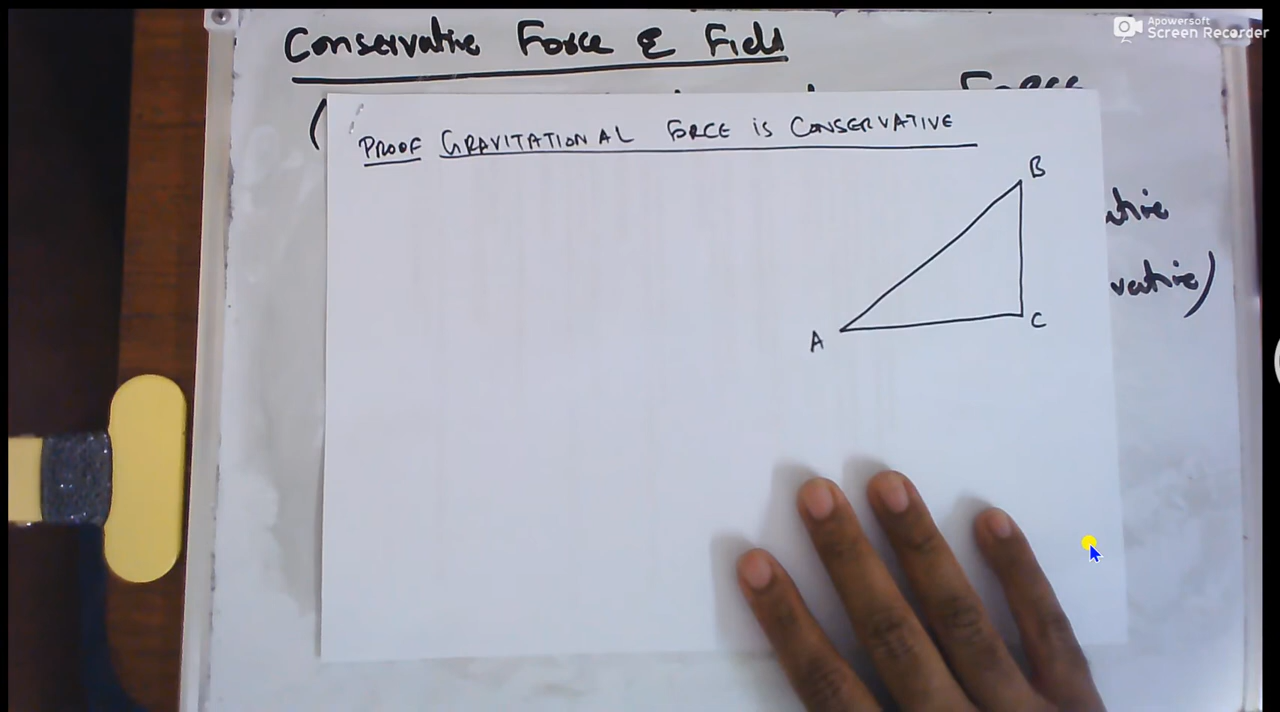 Apowersoft
Screen Recorder
Conservative Force & Field
(
PROOF GRAVITATIONAL FORCE IS CONSERVATIVE
B
A
C